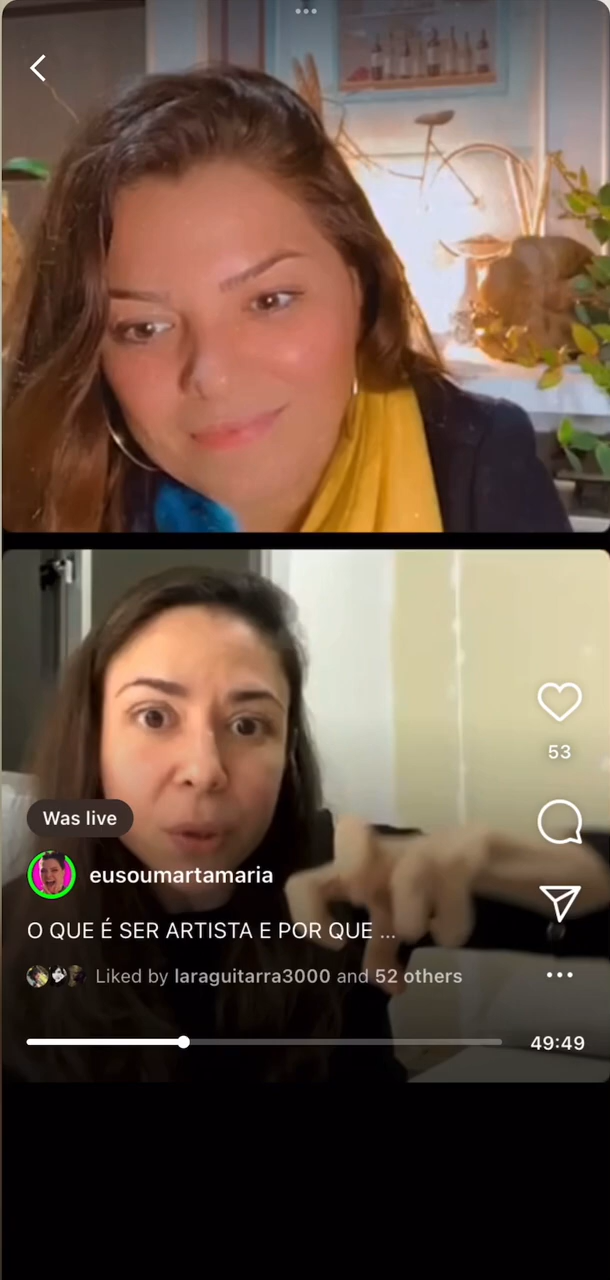 53
Was live
eusoumartamaria
O QUE É SER ARTISTA E POR QUE ...
Liked by laraguitarra3000 and 52 others
49:49